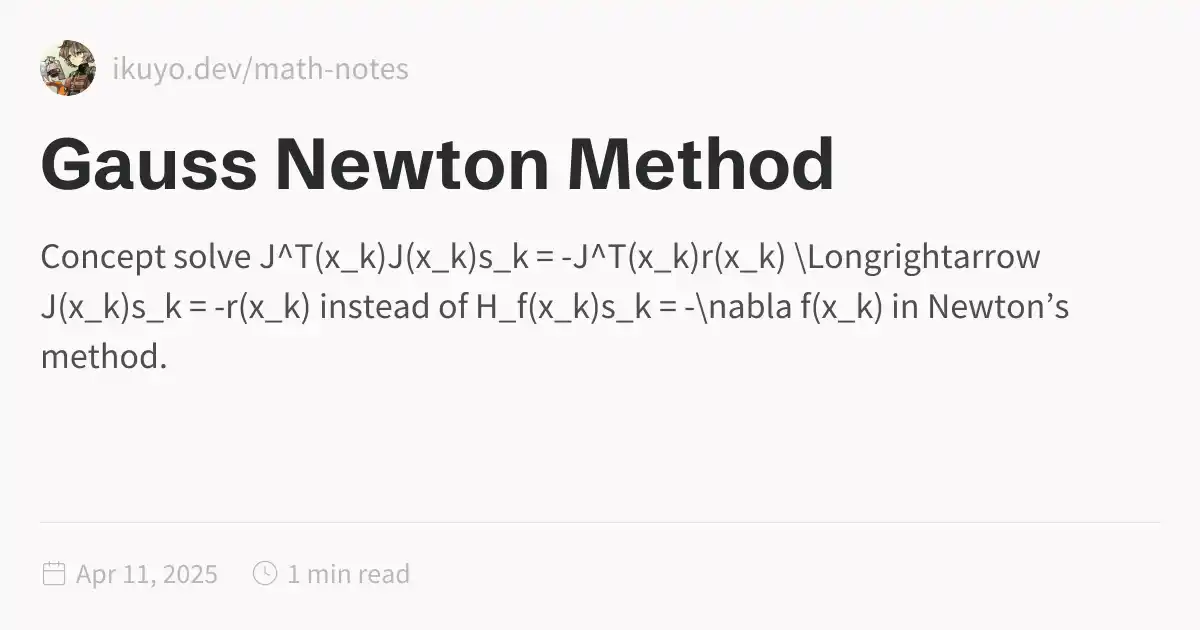 ikuyo.dev/math-notes
Gauss Newton Method
Concept solve J^T(x_k)J(x_k)s_k = -J^T(x_k)r(x_k) \Longrightarrow
J(x_k)s_k = -r(x_k) instead of H_f(x_k)s_k = -\nabla f(x_k) in Newton’s
method.
Apr 11, 2025
1 min read